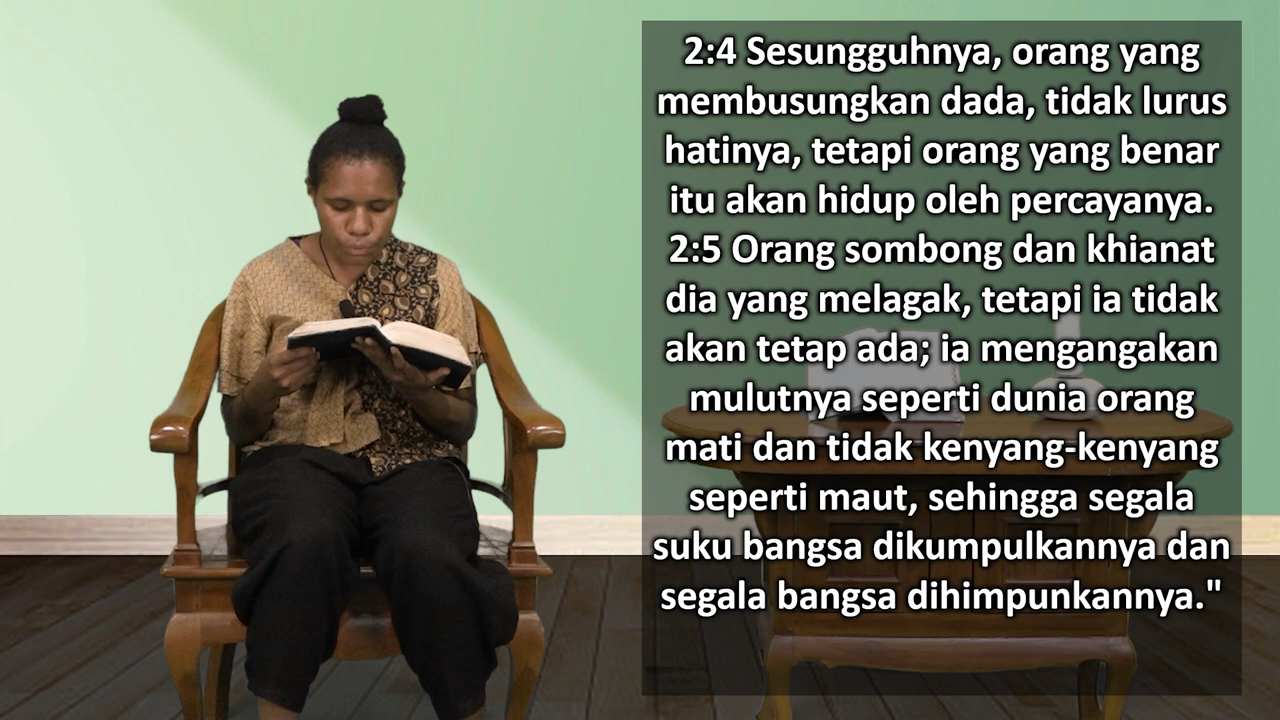 2:4 Sesungguhnya, orang yang
membusungkan dada, tidak lurus
hatinya, tetapi orang yang benar
itu akan hidup oleh percayanya.
2:5 Orang sombong dan khianat
dia yang melagak, tetapi ia tidak
akan tetap ada; ia mengangakan
mulutnya seperti dunia orang
mati dan tidak kenyang-kenyang
seperti maut, sehingga segala
suku bangsa dikumpulkannya dan
segala bangsa dihimpunkannya."